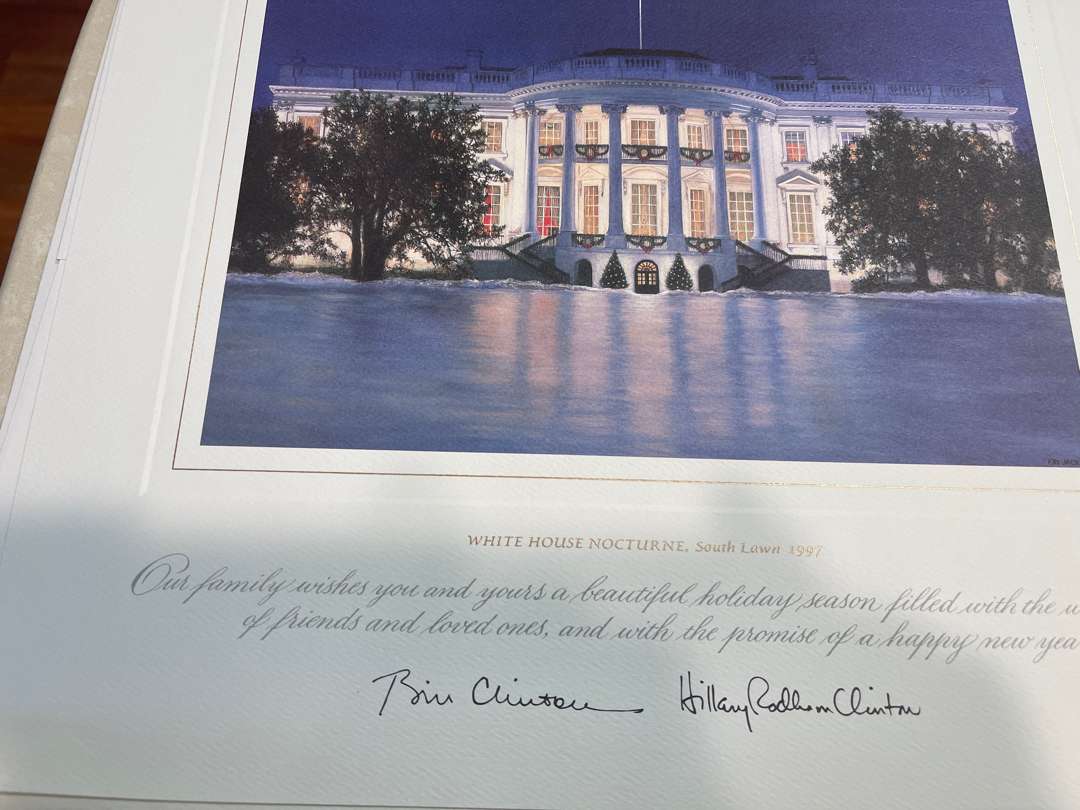 WHITE HOUSE NOCTURNE, South Lawn 1997
Our family wishes you and yours a beautiful holiday season filled with the w
of friends and loved ones, and with the promise of a happy new yea
Bill Clinton Hillary Rodham Clinton